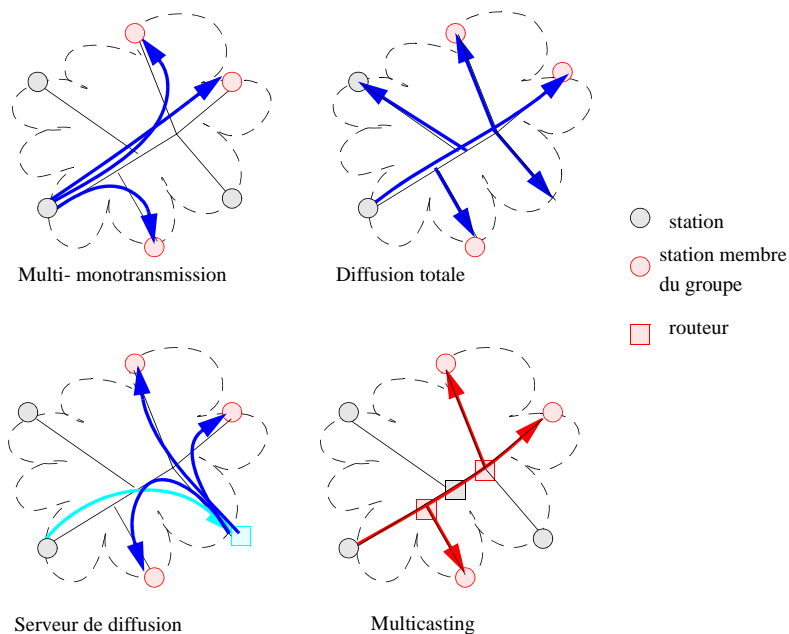 Multi- monotransmission
Diffusion totale
station
station membre
du groupe
routeur
Serveur de diffusion
Multicasting